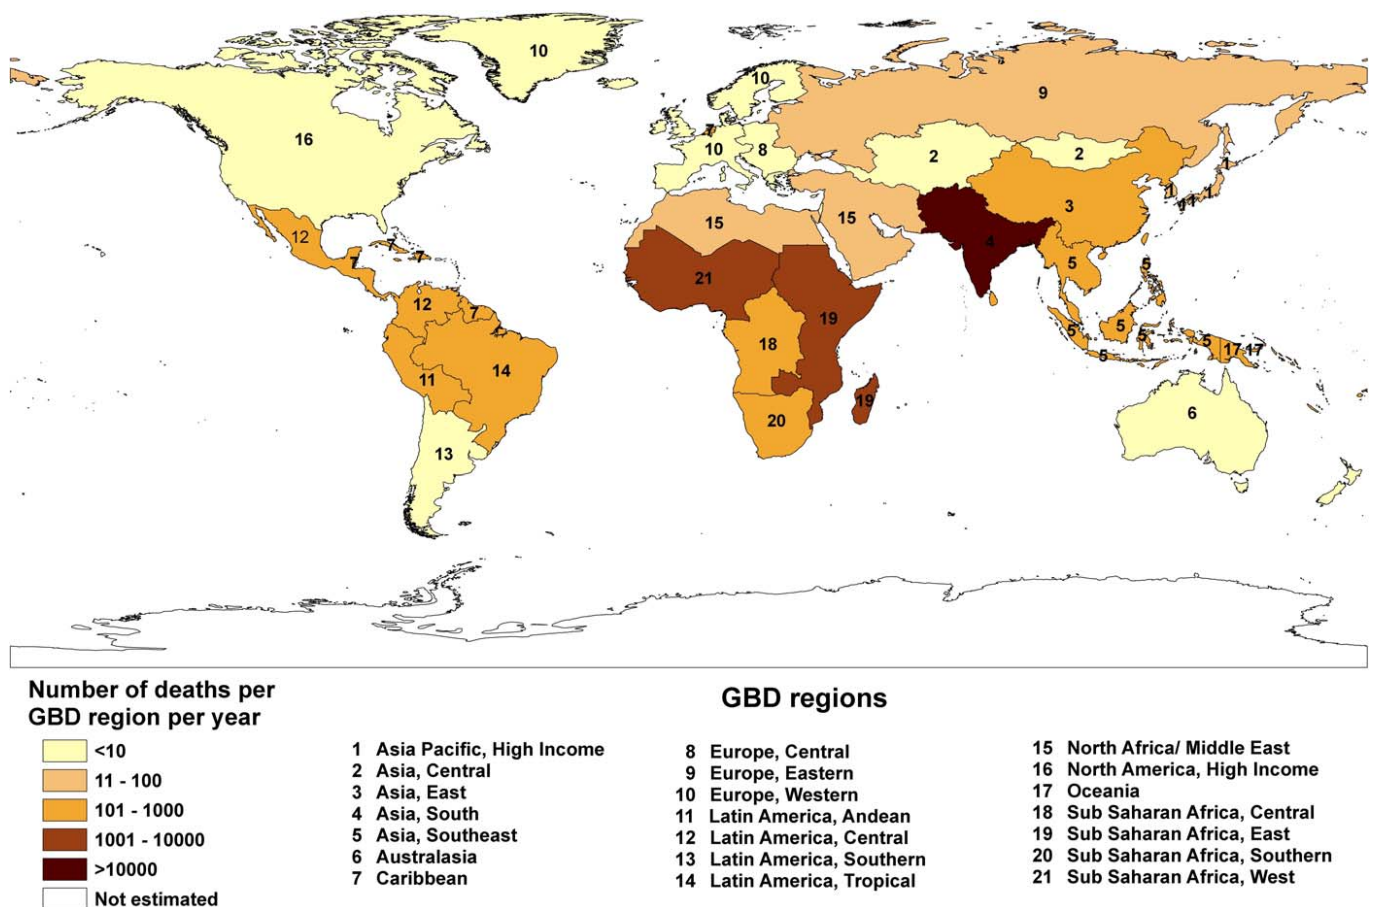 10
10
9
16
7
10
8
2
2
1
1
1
11
3
15
15
12
7
7
7
4
21
5
5
12
7
19
18
5
5
5
5
5
17
17
14
11
19
20
6
13
Number of deaths per
GBD region per year
<10
11 - 100
101 - 1000
1001 - 10000
>10000
Not estimated
GBD regions
1 Asia Pacific, High Income
2 Asia, Central
3 Asia, East
4 Asia, South
5 Asia, Southeast
6 Australasia
7 Caribbean
8 Europe, Central
9 Europe, Eastern
10 Europe, Western
11 Latin America, Andean
12 Latin America, Central
13 Latin America, Southern
14 Latin America, Tropical
15 North Africa/ Middle East
16 North America, High Income
17 Oceania
18 Sub Saharan Africa, Central
19 Sub Saharan Africa, East
20 Sub Saharan Africa, Southern
21 Sub Saharan Africa, West